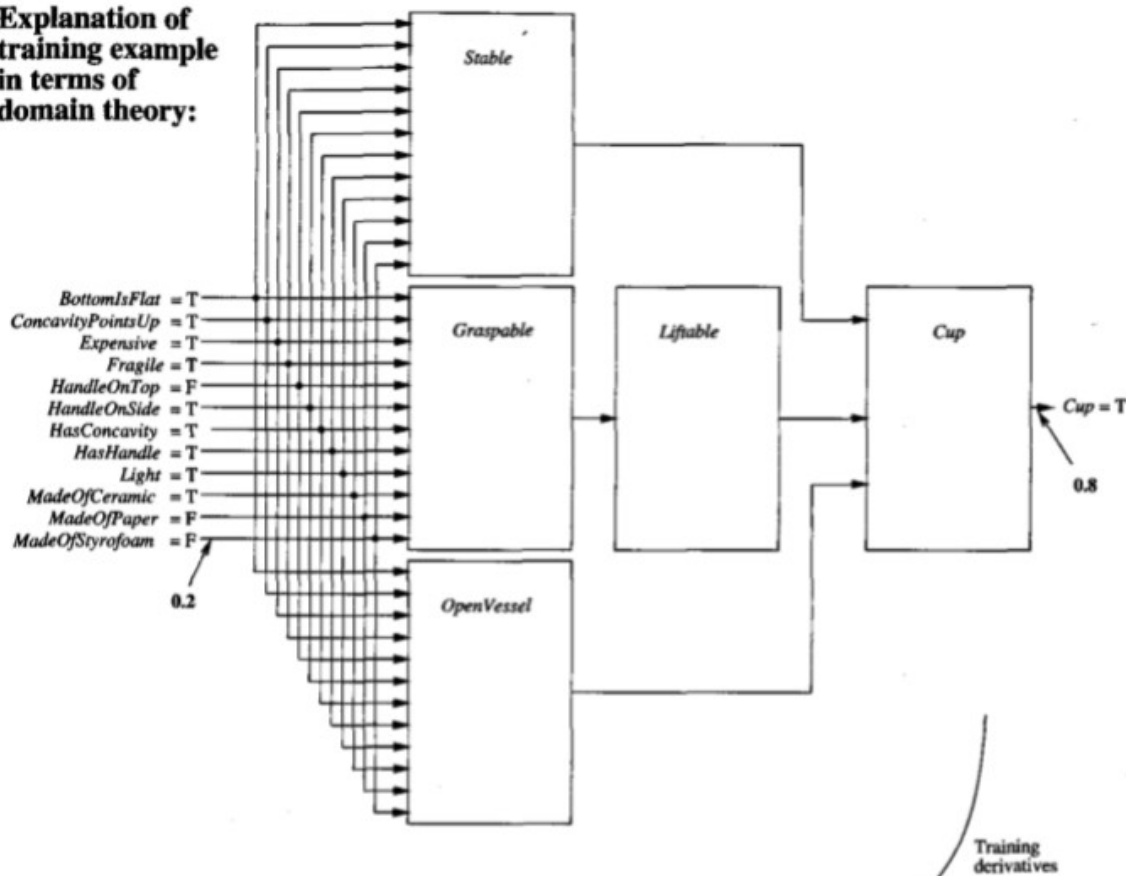 Explanation of
training example
in terms of
domain theory:
Stable
BottomIsFlat = T
ConcavityPointsUp = T
Expensive = T
Fragile = T
HandleOnTop = F
HandleOnSide = T
HasConcavity = T
HasHandle = T
Light = T
MadeOfCeramic = T
MadeOfPaper = F
MadeOfStyrofoam = F
0.2
Graspable
Liftable
Cup
Cup = T
0.8
OpenVessel
Training
derivatives